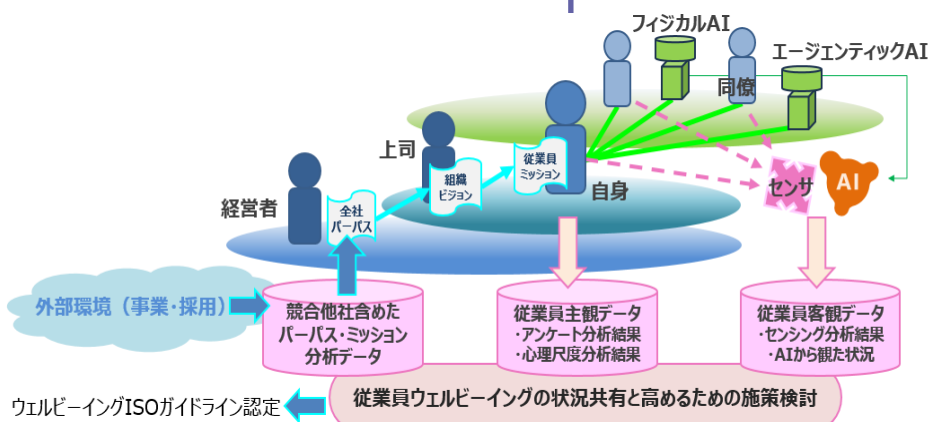 フィジカルAI
エージェンティックAI
同僚
上司
従業員
ミッション
組織
ビジョン
自身
センサ
AI
経営者
全社
パーパス
外部環境（事業・採用）
競合他社含めた
パーパス・ミッション
分析データ
従業員主観データ
・アンケート分析結果
・心理尺度分析結果
従業員客観データ
・センシング分析結果
・AIから観た状況
従業員ウェルビーイングの状況共有と高めるための施策検討
ウェルビーイングISOガイドライン認定